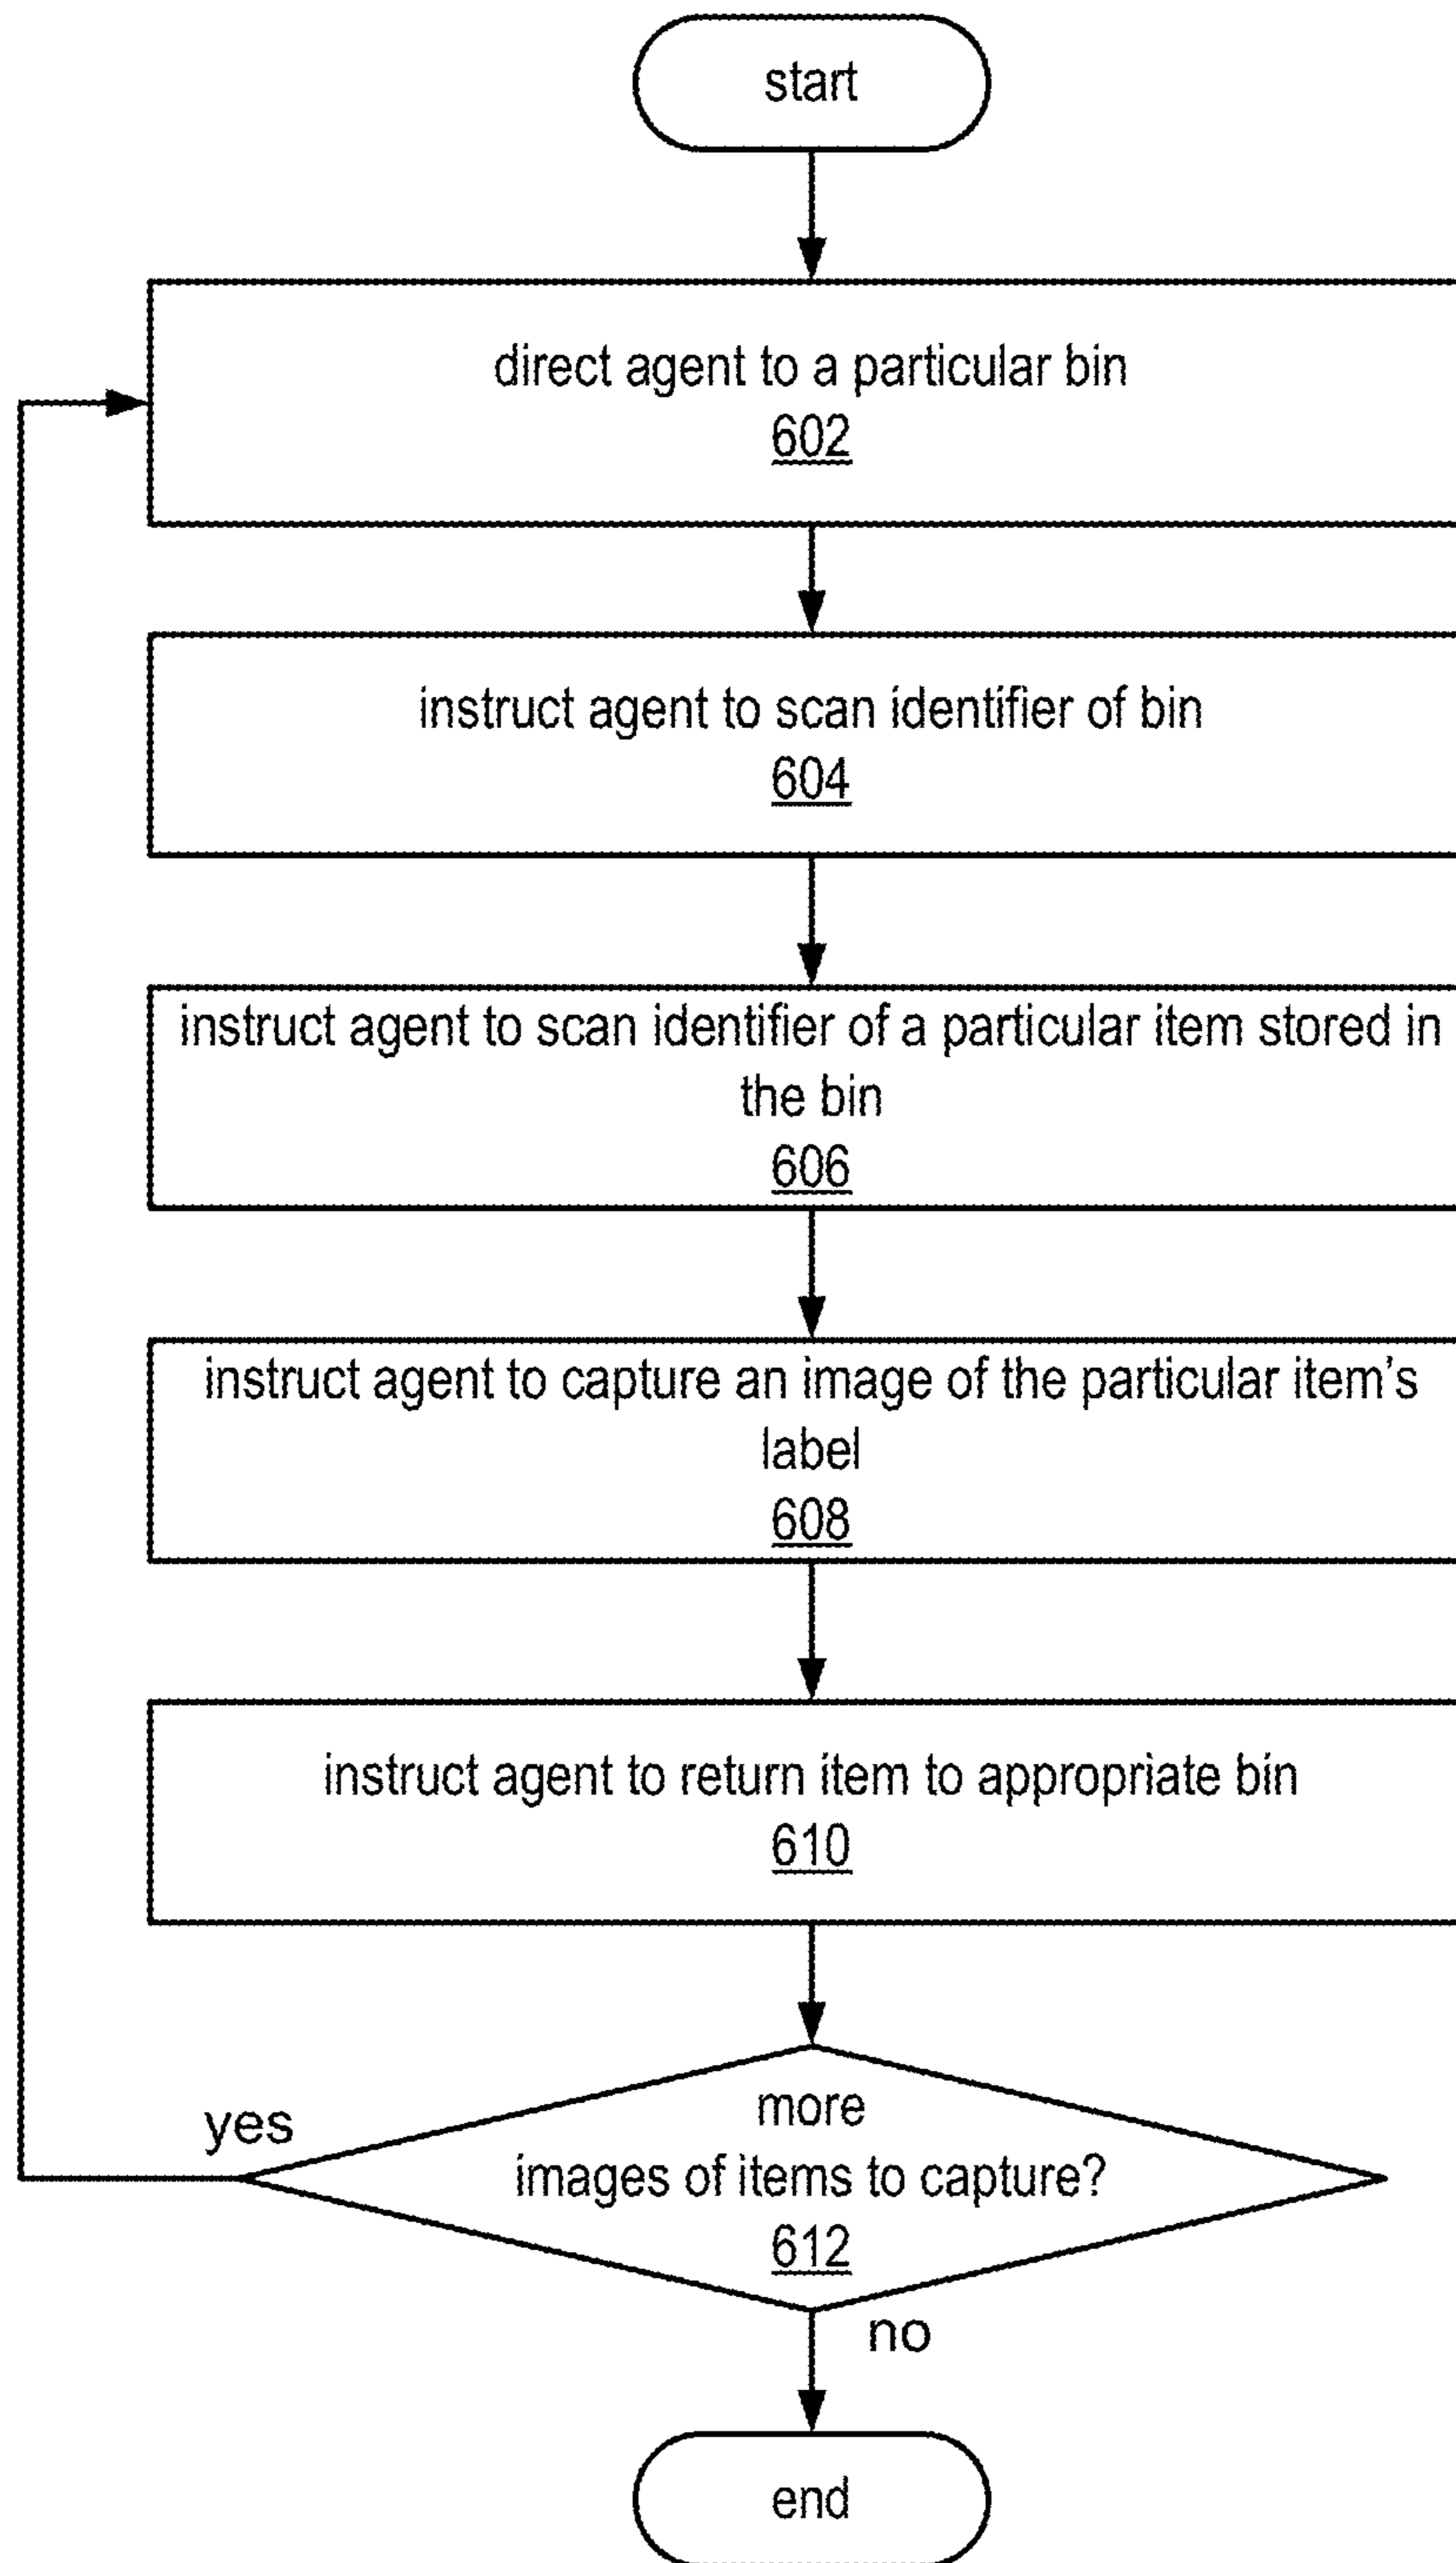 start
direct agent to a particular bin
602
instruct agent to scan identifier of bin
604
instruct agent to scan identifier of a particular item stored in
the bin
606
instruct agent to capture an image of the particular item’s
label
608
instruct agent to return item to appropriate bin
610
more
yes
images of items to capture?
612
no
end